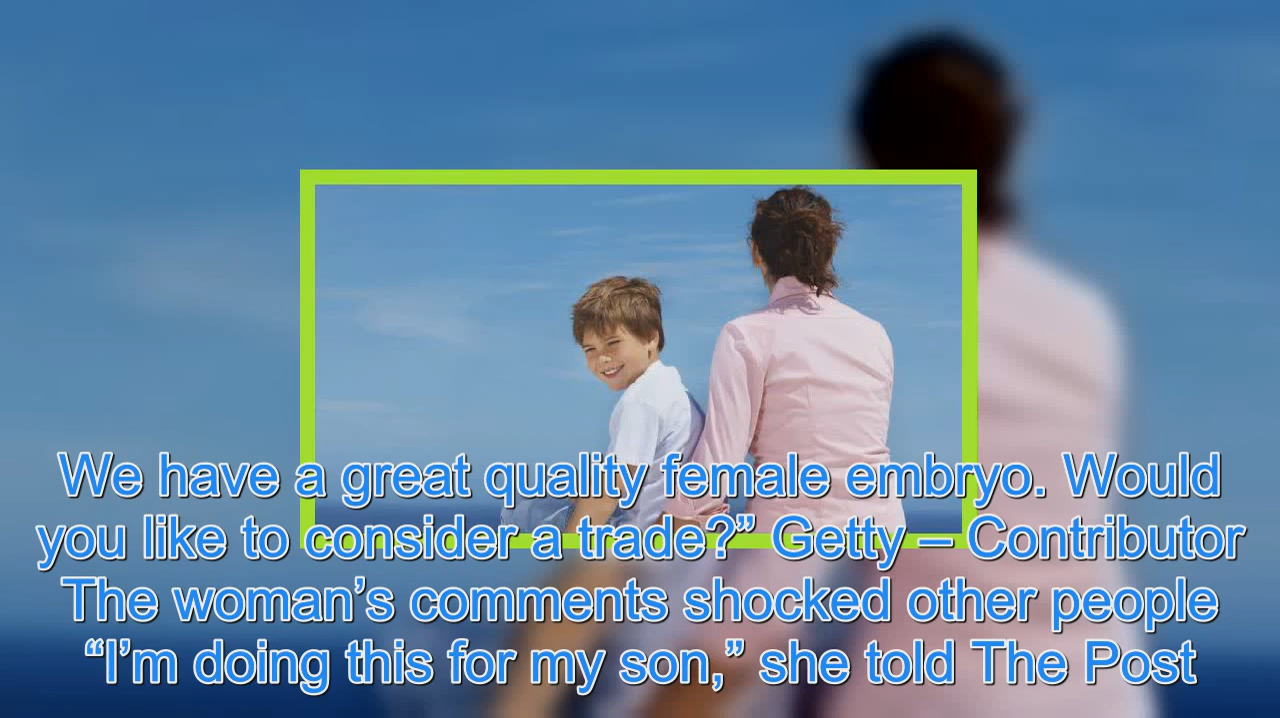 We have a great quality female embryo. Would
you like to consider a trade?” Getty – Contributor
The woman’s comments shocked other people
“I’m doing this for my son,” she told The Post